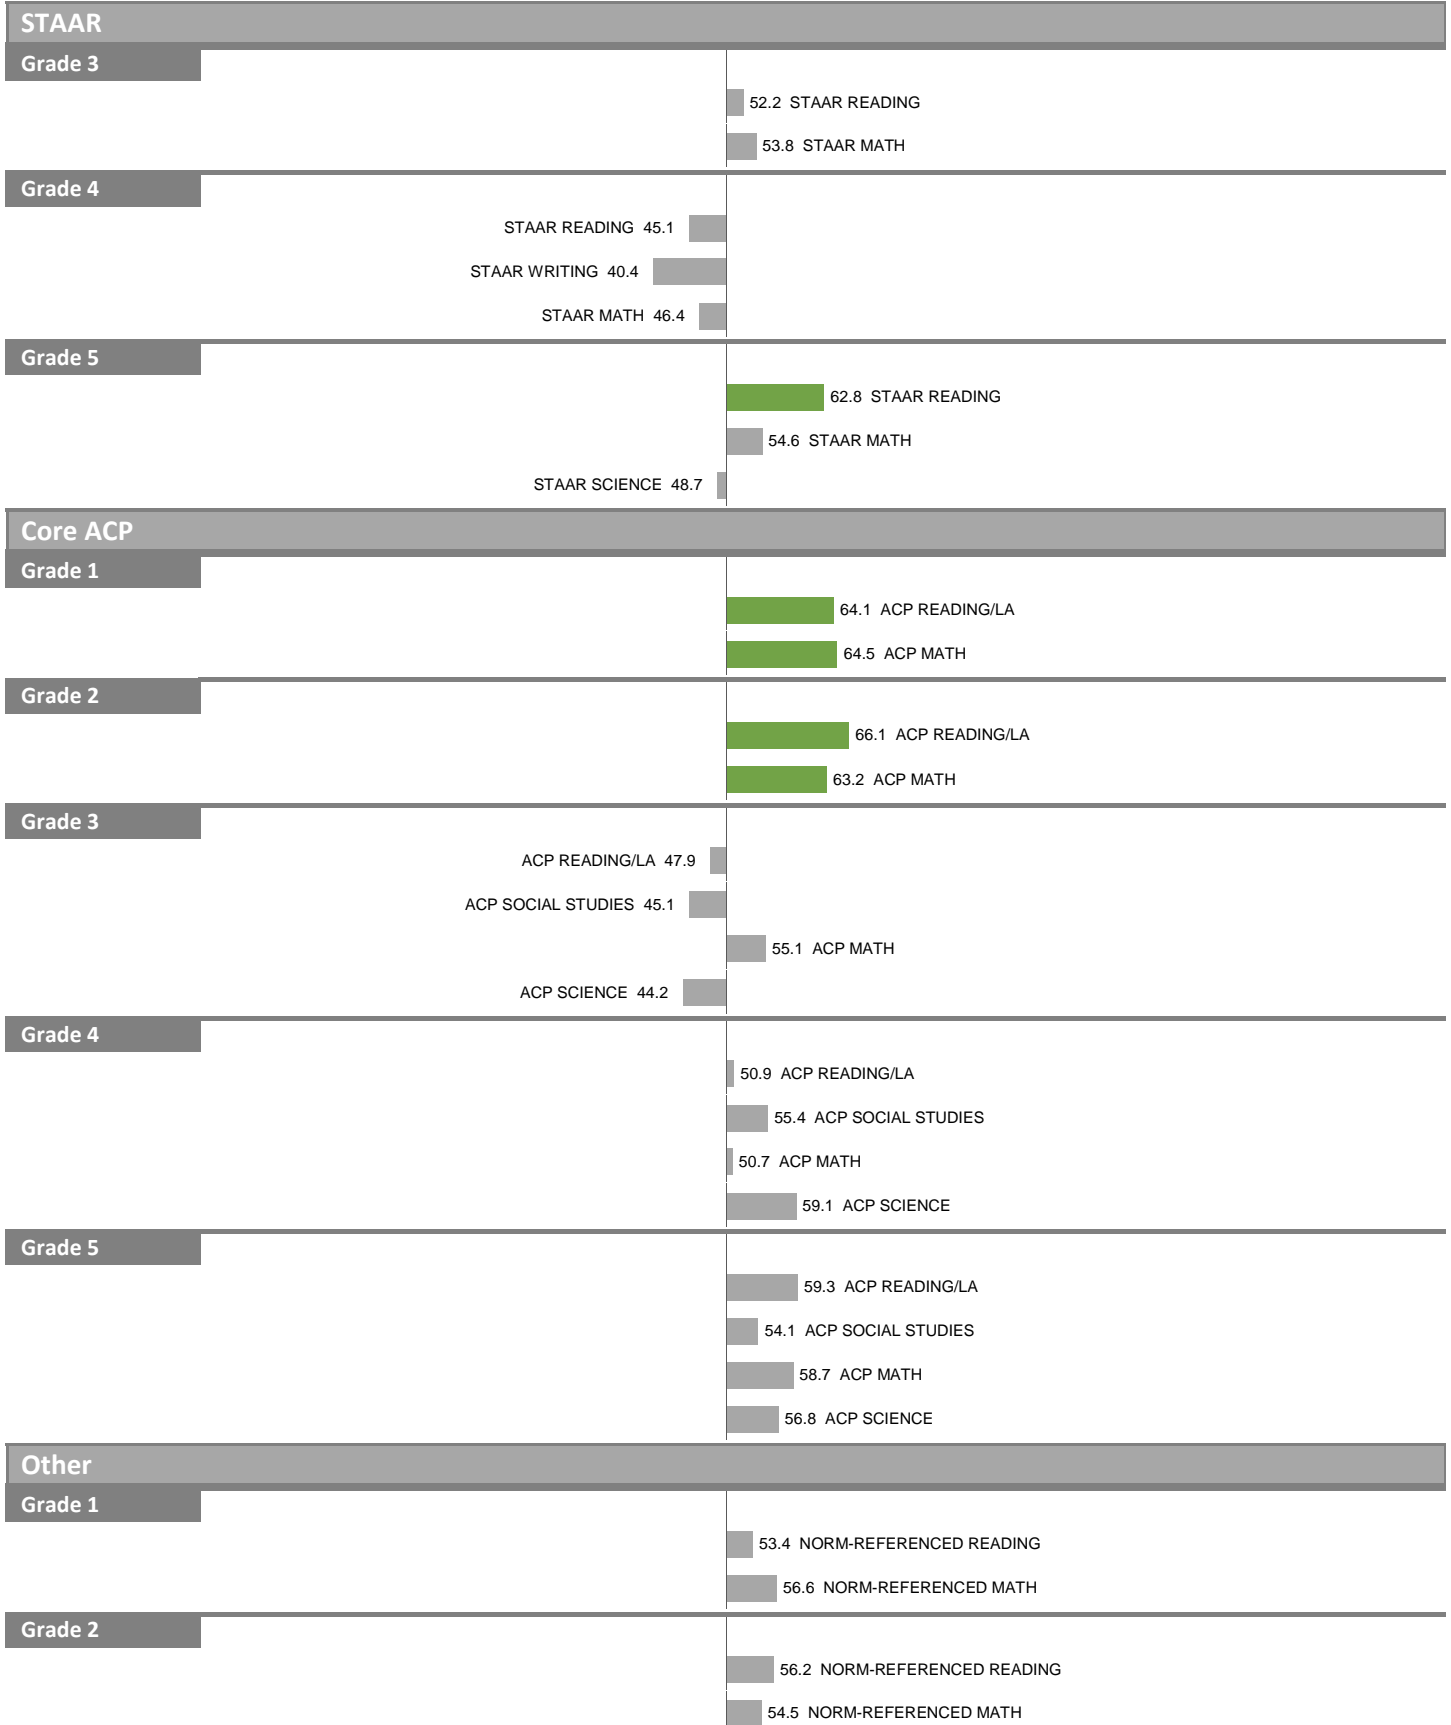 STAAR
Grade 3
52.2 STAAR READING
53.8 STAAR MATH
Grade 4
STAAR READING 45.1
STAAR WRITING 40.4
STAAR MATH 46.4
Grade 5
62.8 STAAR READING
54.6 STAAR MATH
STAAR SCIENCE 48.7
Core ACP
Grade 1
64.1 ACP READING/LA
64.5 ACP MATH
Grade 2
66.1 ACP READING/LA
63.2 ACP MATH
Grade 3
ACP READING/LA 47.9
ACP SOCIAL STUDIES 45.1
55.1 ACP MATH
ACP SCIENCE 44.2
Grade 4
50.9 ACP READING/LA
55.4 ACP SOCIAL STUDIES
50.7 ACP MATH
59.1 ACP SCIENCE
Grade 5
59.3 ACP READING/LA
54.1 ACP SOCIAL STUDIES
58.7 ACP MATH
56.8 ACP SCIENCE
Other
Grade 1
53.4 NORM-REFERENCED READING
56.6 NORM-REFERENCED MATH
Grade 2
56.2 NORM-REFERENCED READING
54.5 NORM-REFERENCED MATH